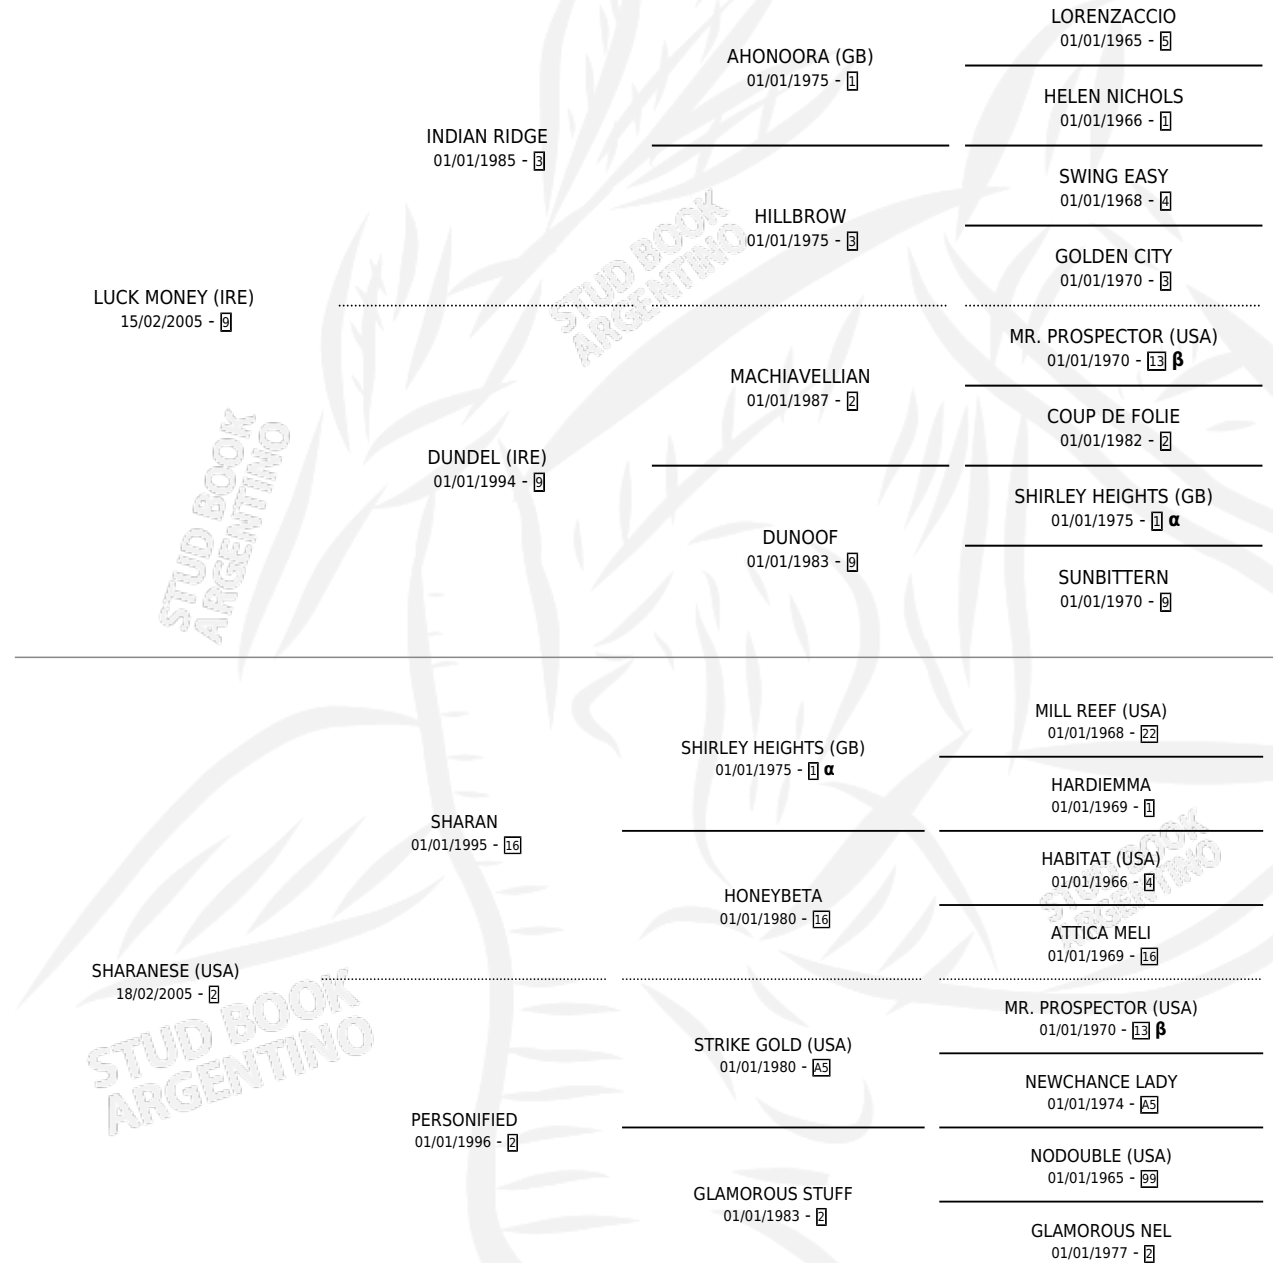 LORENZACCIO
01/01/1965 - 5
AHONOORA (GB)
01/01/1975 - 1
HELEN NICHOLS
01/01/1966 - 1
INDIAN RIDGE
01/01/1985 - 3
SWING EASY
01/01/1968 - 4
HILLBROW
01/01/1975 - 3
GOLDEN CITY
01/01/1970 - 3
STUD BOOK
ARGENTINO
LUCK MONEY (IRE)
15/02/2005 - 9
MR. PROSPECTOR (USA)
01/01/1970 - 13 β
MACHIAVELLIAN
01/01/1987 - 2
COUP DE FOLIE
01/01/1982 - 2
DUNDEL (IRE)
01/01/1994 - 9
SHIRLEY HEIGHTS (GB)
01/01/1975 - 1 α
DUNOOF
01/01/1983 - 9
SUNBITTERN
01/01/1970 - 9
STUD BOOK
ARGENTINO
MILL REEF (USA)
01/01/1968 - 22
SHIRLEY HEIGHTS (GB)
01/01/1975 - 1 α
HARDIEMMA
01/01/1969 - 1
SHARAN
01/01/1995 - 16
HABITAT (USA)
01/01/1966 - 4
HONEYBETA
01/01/1980 - 16
ATTICA MELI
01/01/1969 - 16
STUD BOOK
ARGENTINO
SHARANESE (USA)
18/02/2005 - 2
MR. PROSPECTOR (USA)
01/01/1970 - 13 β
STRIKE GOLD (USA)
01/01/1980 - A5
NEWCHANCE LADY
01/01/1974 - A5
STUD BOOK
ARGENTINO
PERSONIFIED
01/01/1996 - 2
NODOUBLE (USA)
01/01/1965 - 99
GLAMOROUS STUFF
01/01/1983 - 2
GLAMOROUS NEL
01/01/1977 - 2